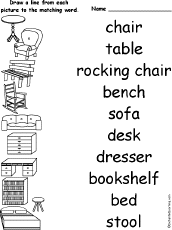 Draw a line from each
picture to the matching word.
Name
chair
table
rocking chair
bench
sofa
desk
dresser
bookshelf
bed
stool